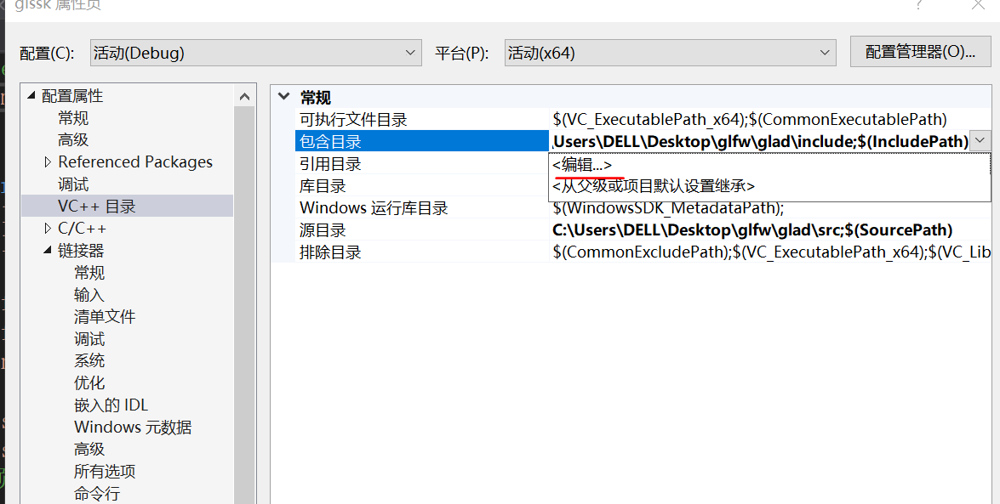 glssk 属性页
?
配置(C):
活动(Debug)
平台(P):
活动(x64)
配置管理器(O)...
配置属性
常规
高级
Referenced Packages
调试
VC++ 目录
C/C++
链接器
常规
输入
清单文件
调试
系统
优化
嵌入的 IDL
Windows 元数据
高级
所有选项
命令行
常规
可执行文件目录 $(VC_ExecutablePath_x64);$(CommonExecutablePath)
包含目录 Users\DELL\Desktop\glfw\glad\include;$(IncludePath)
引用目录 <编辑...>
库目录 <从父级或项目默认设置继承>
Windows 运行库目录 $(WindowsSDK_MetadataPath);
源目录 C:\Users\DELL\Desktop\glfw\glad\src;$(SourcePath)
排除目录 $(CommonExcludePath);$(VC_ExecutablePath_x64);$(VC_Lib